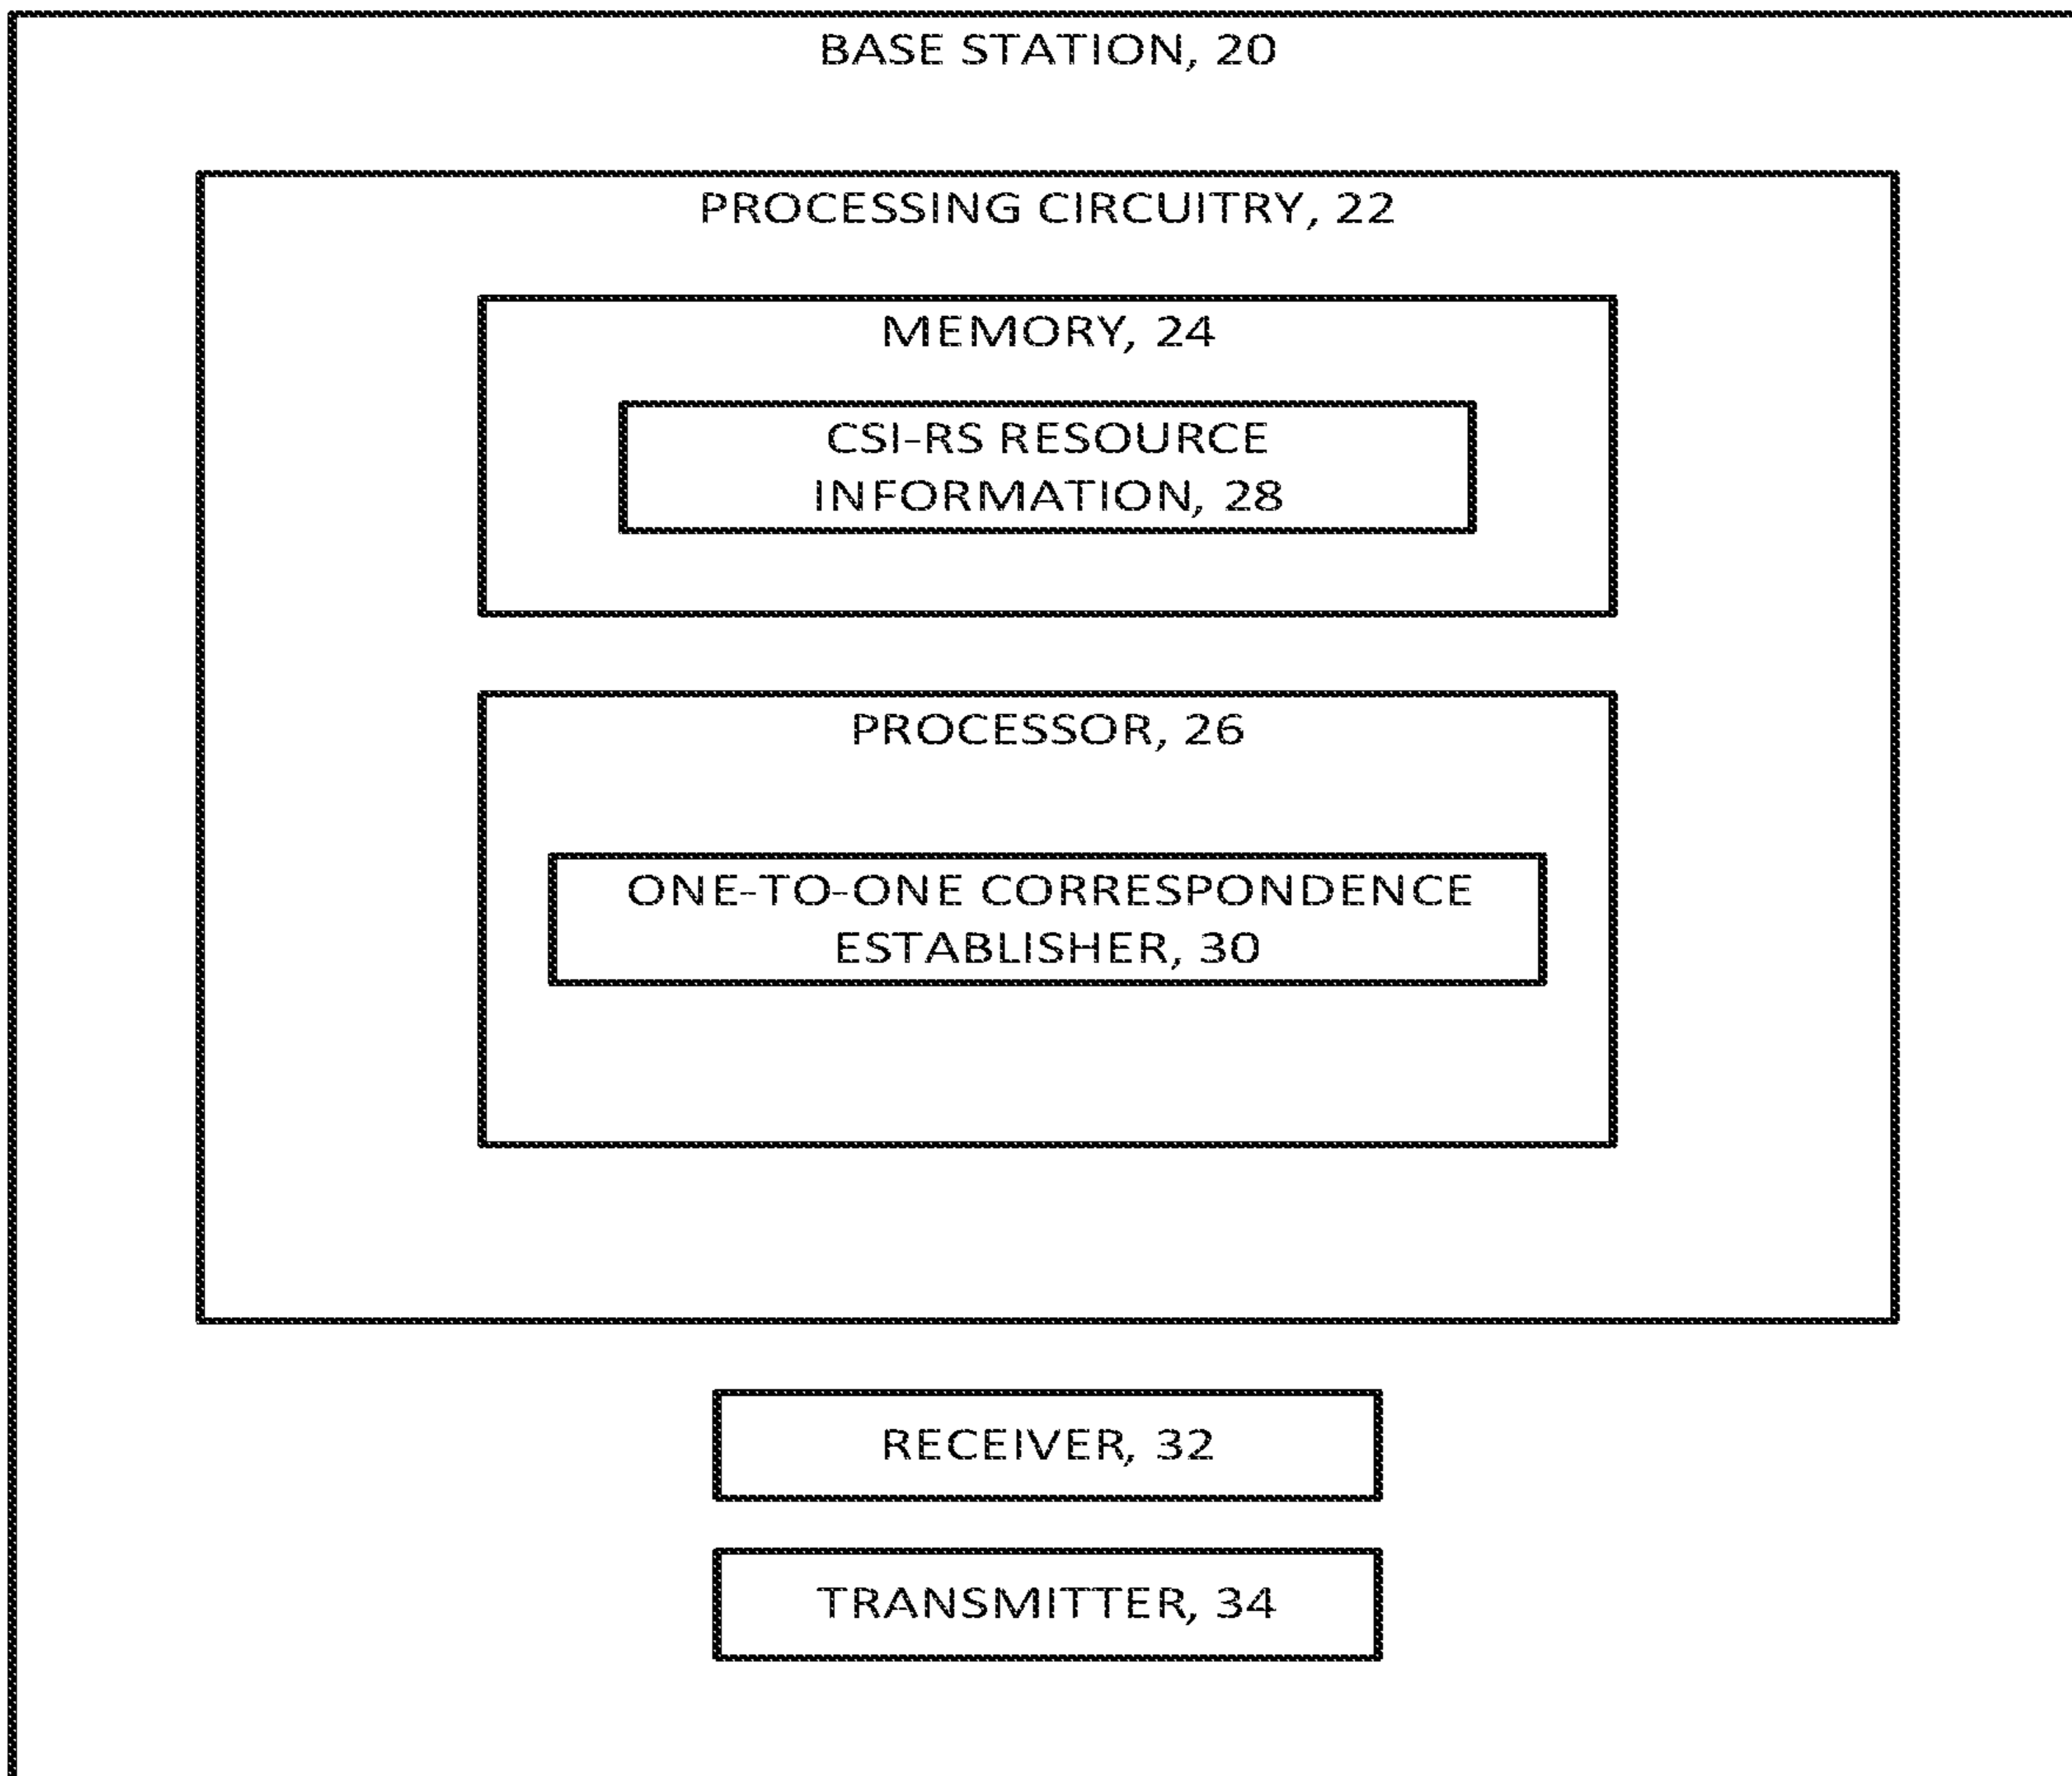 BASE STATION, 20
PROCESSING CIRCUITRY, 22
MEMORY, 24
CSI-RS RESOURCE
INFORMATION, 28
PROCESSOR, 26
ONE-TO-ONE CORRESPONDENCE
ESTABLISHER, 30
RECEIVER, 32
TRANSMITTER, 34